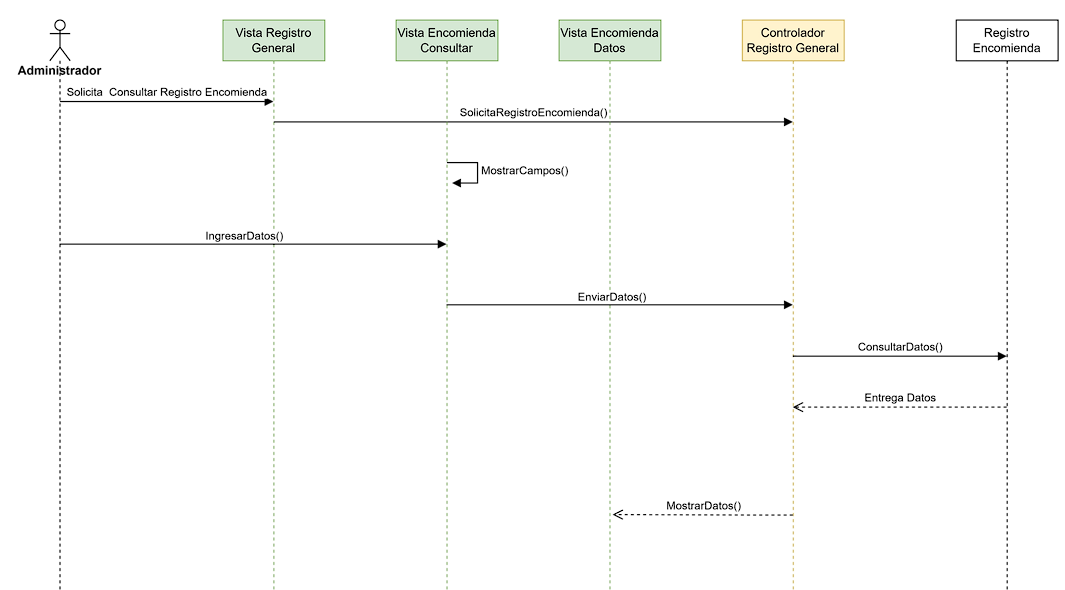 Administrador
Vista Registro
General
Vista Encomienda
Consultar
Vista Encomienda
Datos
Controlador
Registro General
Registro
Encomienda
Solicita  Consultar Registro Encomienda
SolicitaRegistroEncomienda()
MostrarCampos()
IngresarDatos()
EnviarDatos()
ConsultarDatos()
Entrega Datos
MostrarDatos()